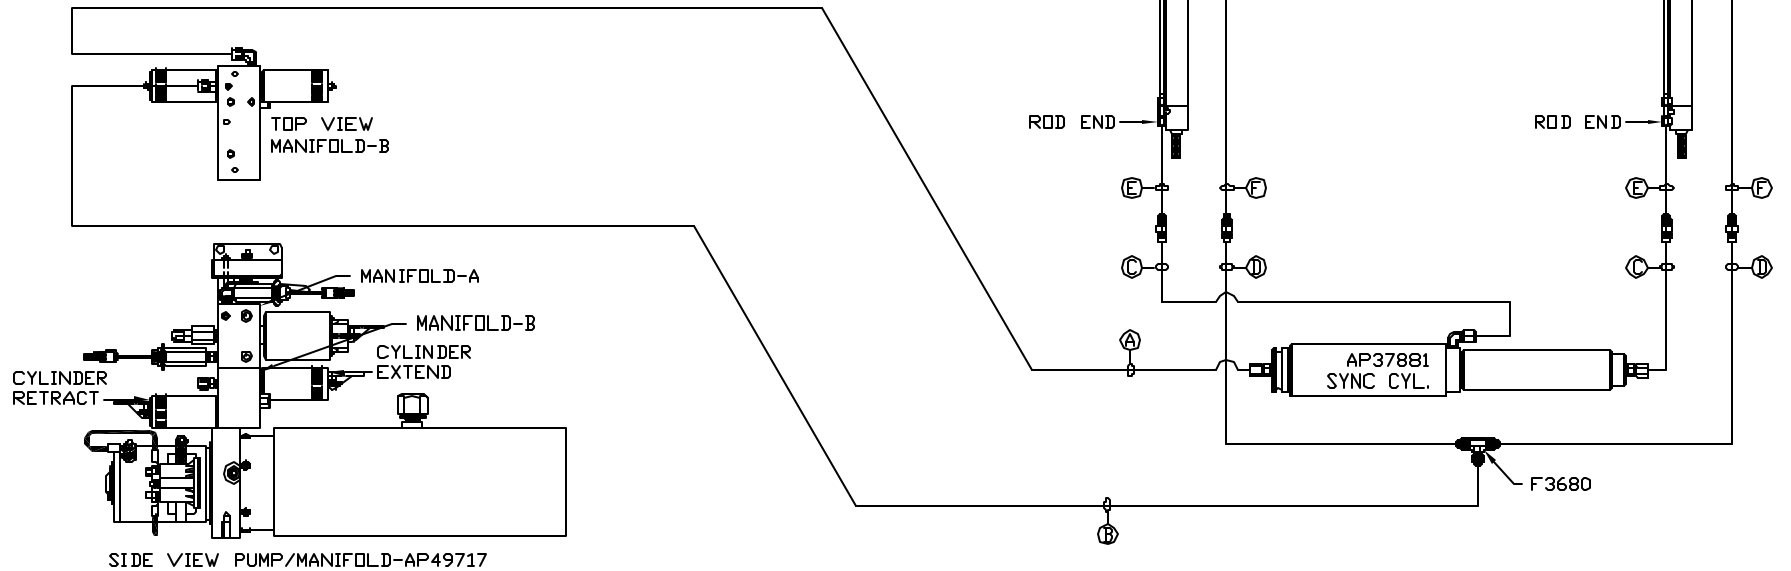 TOP VIEW
MANIFOLD-B
ROD END
ROD END
E
F
E
F
C
D
C
D
MANIFOLD-A
MANIFOLD-B
CYLINDER
EXTEND
CYLINDER
RETRACT
A
AP37881
SYNC CYL.
F3680
B
SIDE VIEW PUMP/MANIFOLD-AP49717